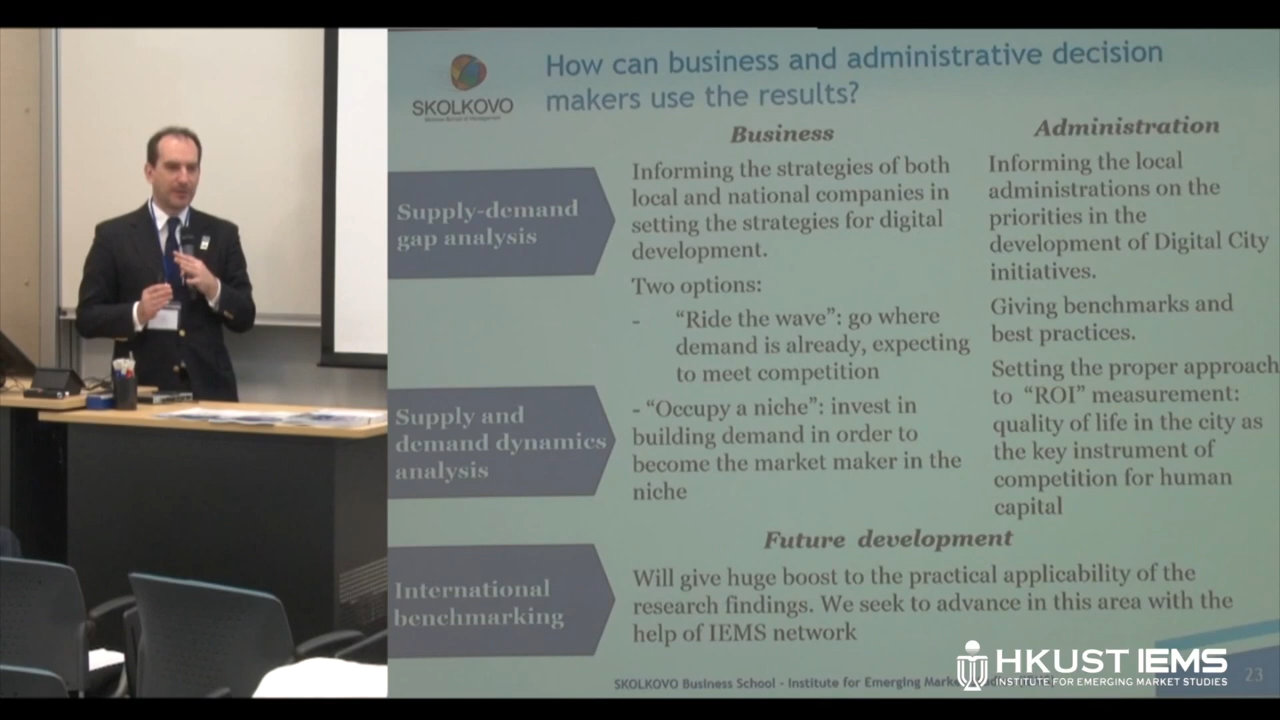 How can business and administrative decision
makers use the results?
SKOLKOVO
Business
Administration
Supply-demand
gap analysis
Informing the strategies of both
local and national companies in
setting the strategies for digital
development.
Two options:
- "Ride the wave": go where
demand is already, expecting
to meet competition
Informing the local
administrations on the
priorities in the
development of Digital City
initiatives.
Giving benchmarks and
best practices.
Supply and
demand dynamics
analysis
- "Occupy a niche": invest in
building demand in order to
become the market maker in the
niche
Setting the proper approach
to "ROI" measurement:
quality of life in the city as
the key instrument of
competition for human
capital
Future development
International
benchmarking
Will give huge boost to the practical applicability of the
research findings. We seek to advance in this area with the
help of IEMS network
SKOLKOVO Business School - Institute for Emerging
23
HKUST IEMS
INSTITUTE FOR EMERGING MARKET STUDIES